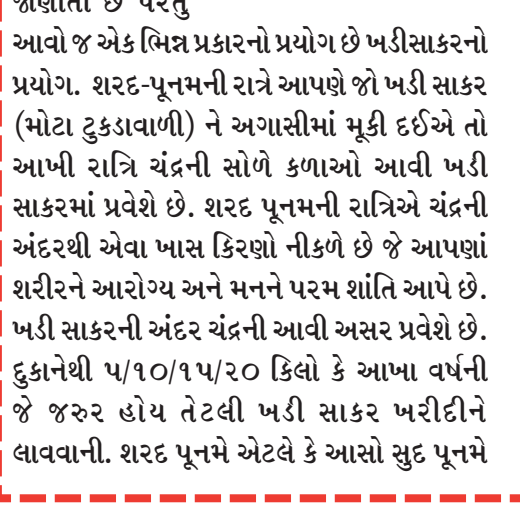 જાણીતો છે પરંતુ
આવો જ એક ભિન્ન પ્રકારનો પ્રયોગ છે ખડીસાકરનો
પ્રયોગ. શરદ-પૂનમની રાત્રે આપણે જો ખડી સાકર
(મોટા ટુકડાવાળી) ને અગાસીમાં મૂકી દઈએ તો
આખી રાત્રિ ચંદ્રની સોળે કળાઓ આવી ખડી
સાકરમાં પ્રવેશે છે. શરદ પૂનમની રાત્રિએ ચંદ્રની
અંદરથી એવા ખાસ કિરણો નીકળે છે જે આપણાં
શરીરને આરોગ્ય અને મનને પરમ શાંતિ આપે છે.
ખડી સાકરની અંદર ચંદ્રની આવી અસર પ્રવેશે છે.
દુકાનેથી ૫/૧૦/૧૫/૨૦ કિલો કે આખા વર્ષની
જે જરુર હોય તેટલી ખડી સાકર ખરીદીને
લાવવાની. શરદ પૂનમે એટલે કે આસો સુદ પૂનમે